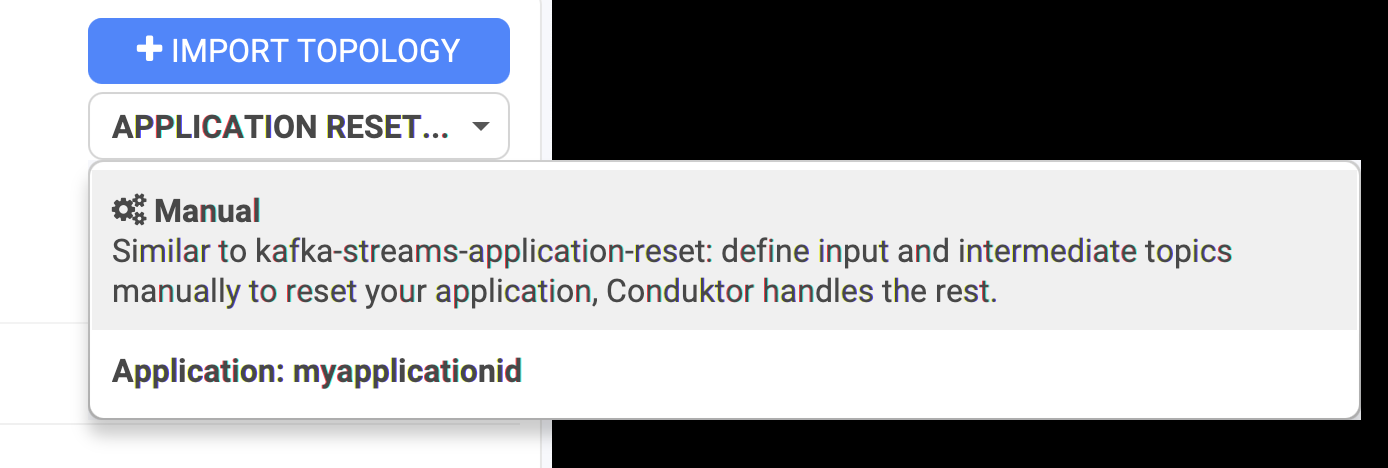 IMPORT TOPOLOGY
APPLICATION RESET...
Manual
Similar to kafka-streams-application-reset: define input and intermediate topics
manually to reset your application, Conduktor handles the rest.
Application: myapplicationid